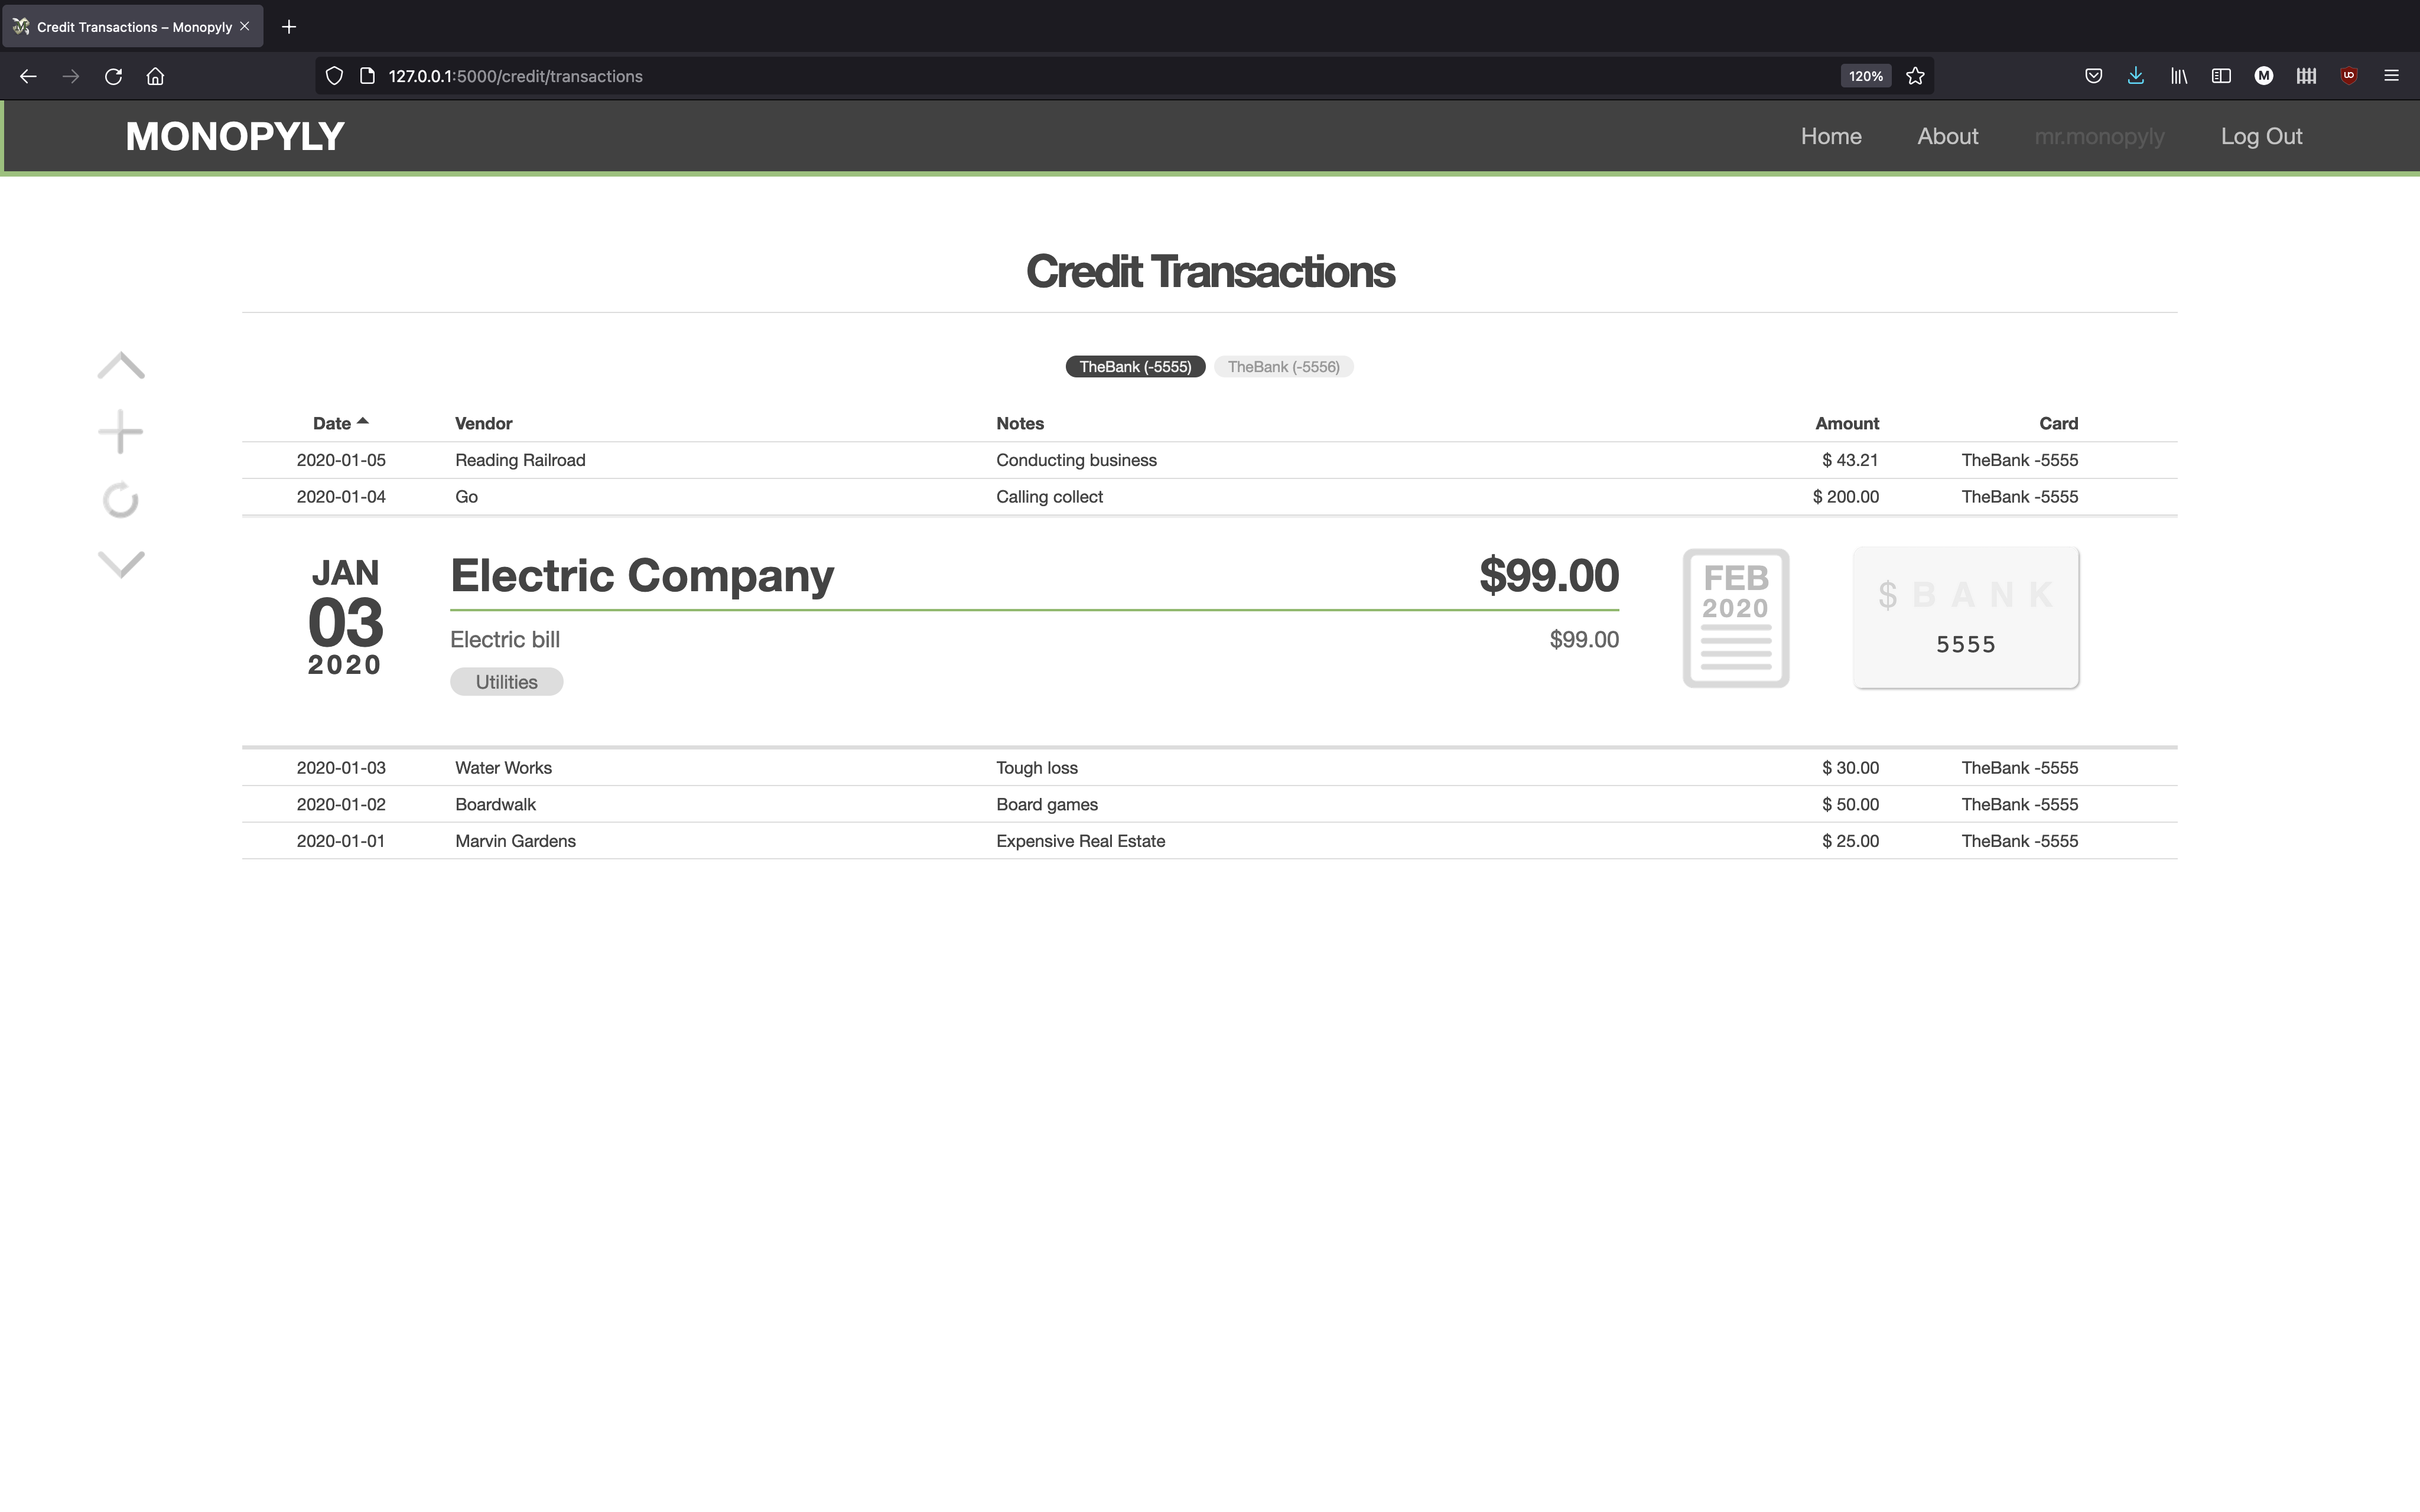 Credit Transactions – Monopyly
127.0.0.1:5000/credit/transactions 120% M UD
MONOPYLY Home About mr.monopyly Log Out
Credit Transactions
TheBank (-5555) TheBank (-5556)
Date Vendor Notes Amount Card
2020-01-05 Reading Railroad Conducting business $ 43.21 TheBank -5555
2020-01-04 Go Calling collect $ 200.00 TheBank -5555
JAN
03
2020
Electric Company $99.00
Electric bill $99.00
Utilities
FEB
2020
$ BANK
5555
2020-01-03 Water Works Tough loss $ 30.00 TheBank -5555
2020-01-02 Boardwalk Board games $ 50.00 TheBank -5555
2020-01-01 Marvin Gardens Expensive Real Estate $ 25.00 TheBank -5555